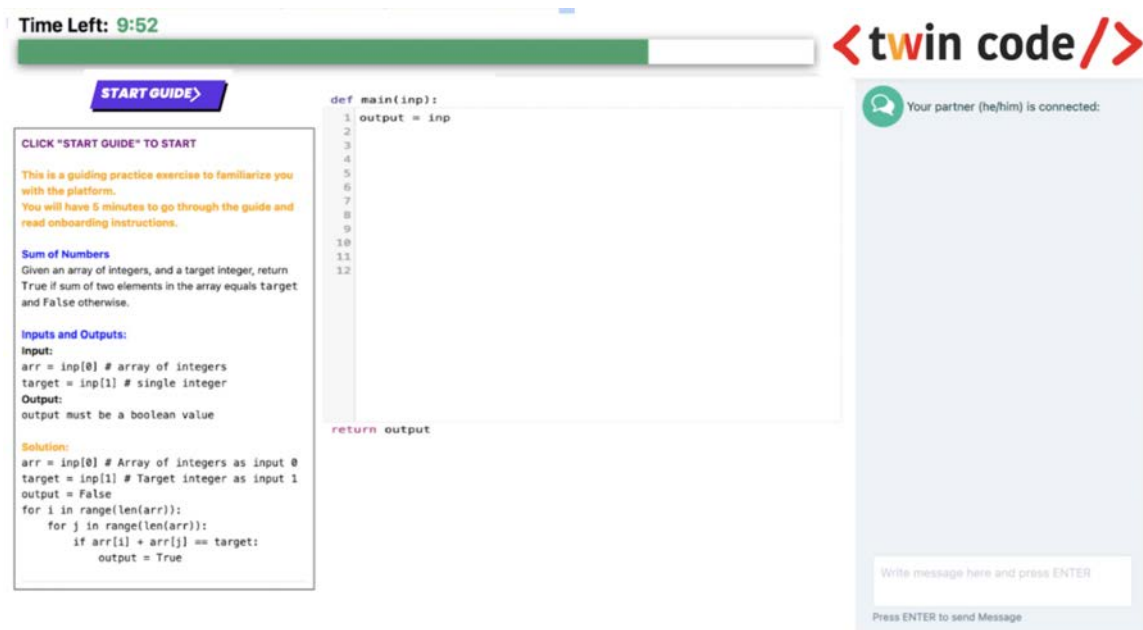 Time Left: 9:52
<twin code/>
START GUIDE>
CLICK "START GUIDE" TO START
This is a guiding practice exercise to familiarize you
with the platform.
You will have 5 minutes to go through the guide and
read onboarding instructions.
Sum of Numbers
Given an array of integers, and a target integer, return
True if sum of two elements in the array equals target
and False otherwise.
Inputs and Outputs:
Input:
arr = inp[0] # array of integers
target = inp[1] # single integer
Output:
output must be a boolean value
Solution:
arr = inp[0] # Array of integers as input 0
target = inp[1] # Target integer as input 1
output = False
for i in range(len(arr)):
    for j in range(len(arr)):
        if arr[i] + arr[j] == target:
            output = True
def main(inp):
1 output = inp
2
3
4
5
6
7
8
9
10
11
12
return output
Your partner (he/him) is connected:
Write message here and press ENTER
Press ENTER to send Message